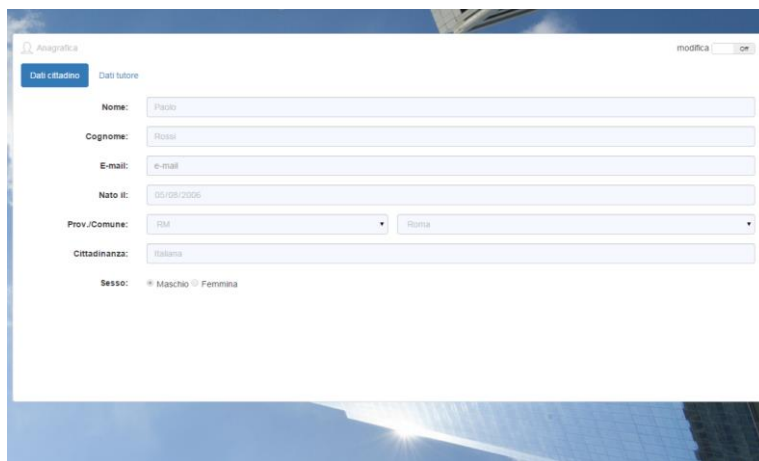 Anagrafica modifica Off
Dati cittadino Dati tutore
Nome: Paolo
Cognome: Rossi
E-mail: e-mail
Nato il: 05/08/2006
Prov./Comune: RM Roma
Cittadinanza: Italiana
Sesso: Maschio Femmina